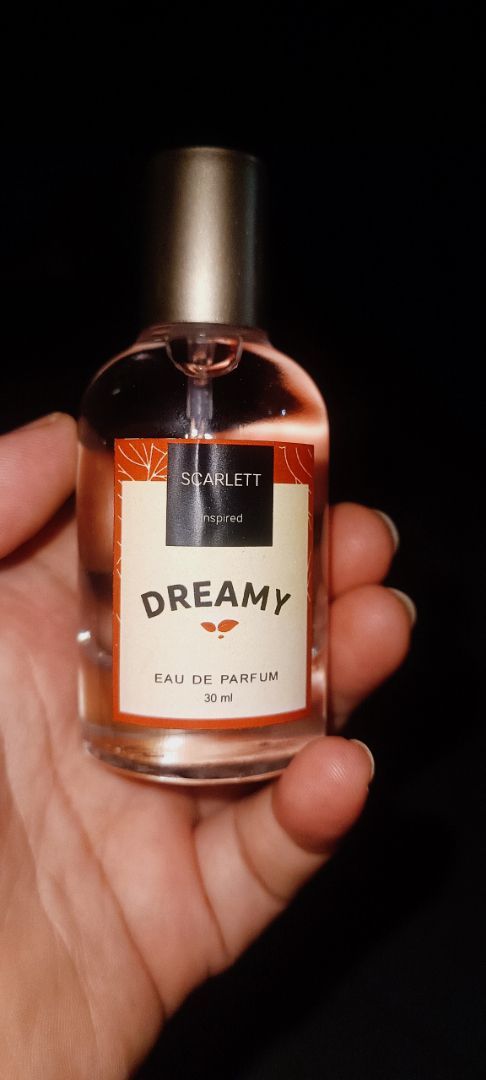 SCARLETT
Inspired
DREAMY
EAU DE PARFUM
30 ml